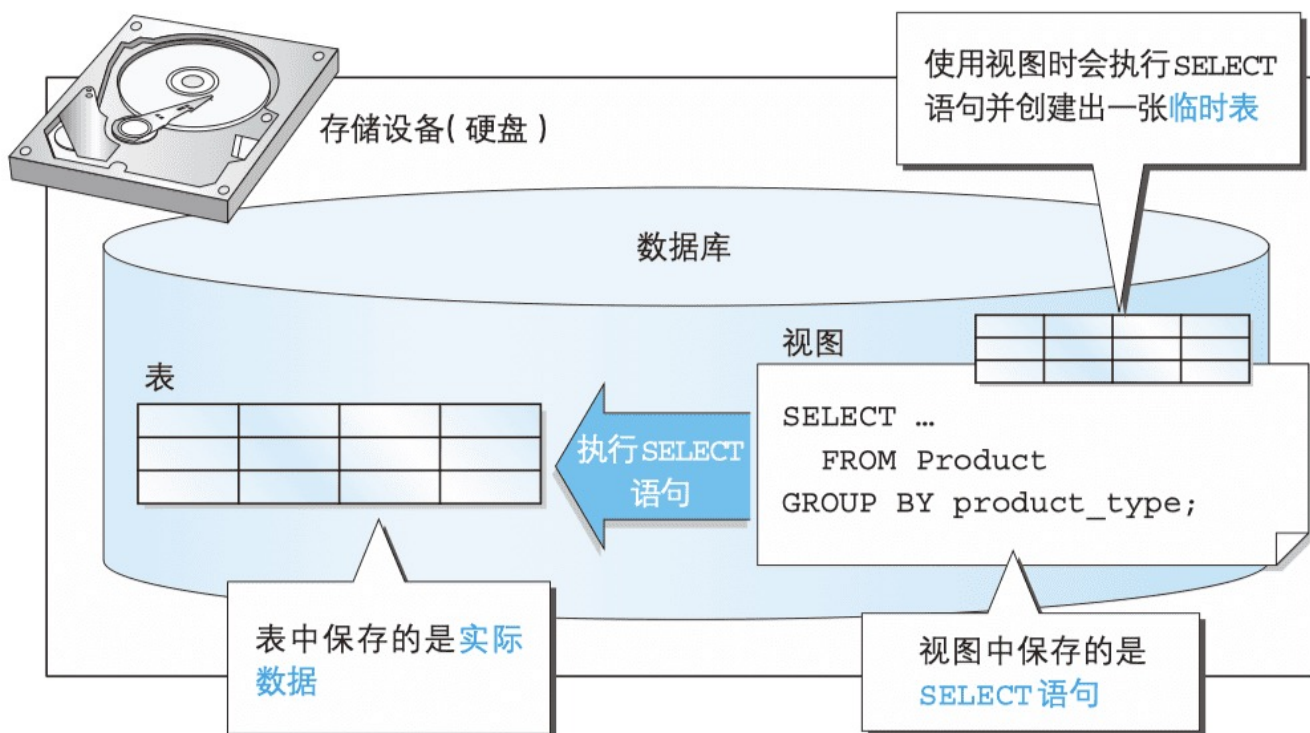 存储设备(硬盘)
使用视图时会执行SELECT
语句并创建出一张临时表
数据库
表
视图
执行SELECT
语句
SELECT …
FROM Product
GROUP BY product_type;
表中保存的是实际
数据
视图中保存的是
SELECT语句